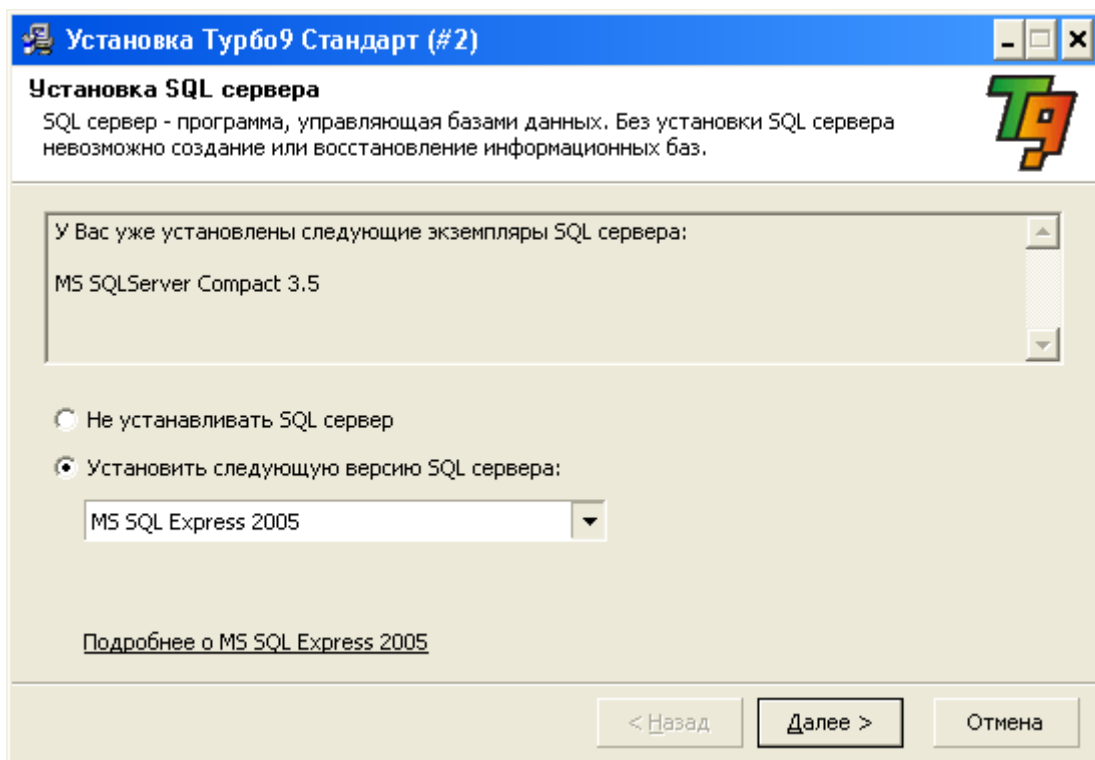 Установка Турбо9 Стандарт (#2)
Установка SQL сервера
SQL сервер - программа, управляющая базами данных. Без установки SQL сервера
невозможно создание или восстановление информационных баз.
T9
У Вас уже установлены следующие экземпляры SQL сервера:
MS SQLServer Compact 3.5
Не устанавливать SQL сервер
Установить следующую версию SQL сервера:
MS SQL Express 2005
Подробнее о MS SQL Express 2005
< Назад
Далее >
Отмена